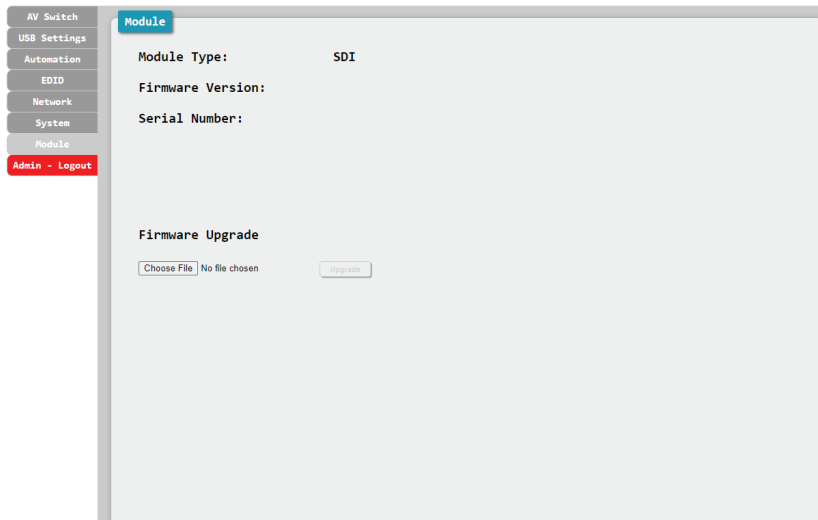 AV Switch
USB Settings
Automation
EDID
Network
System
Module
Admin - Logout
Module
Module Type: SDI
Firmware Version:
Serial Number:
Firmware Upgrade
Choose File No file chosen Upgrade